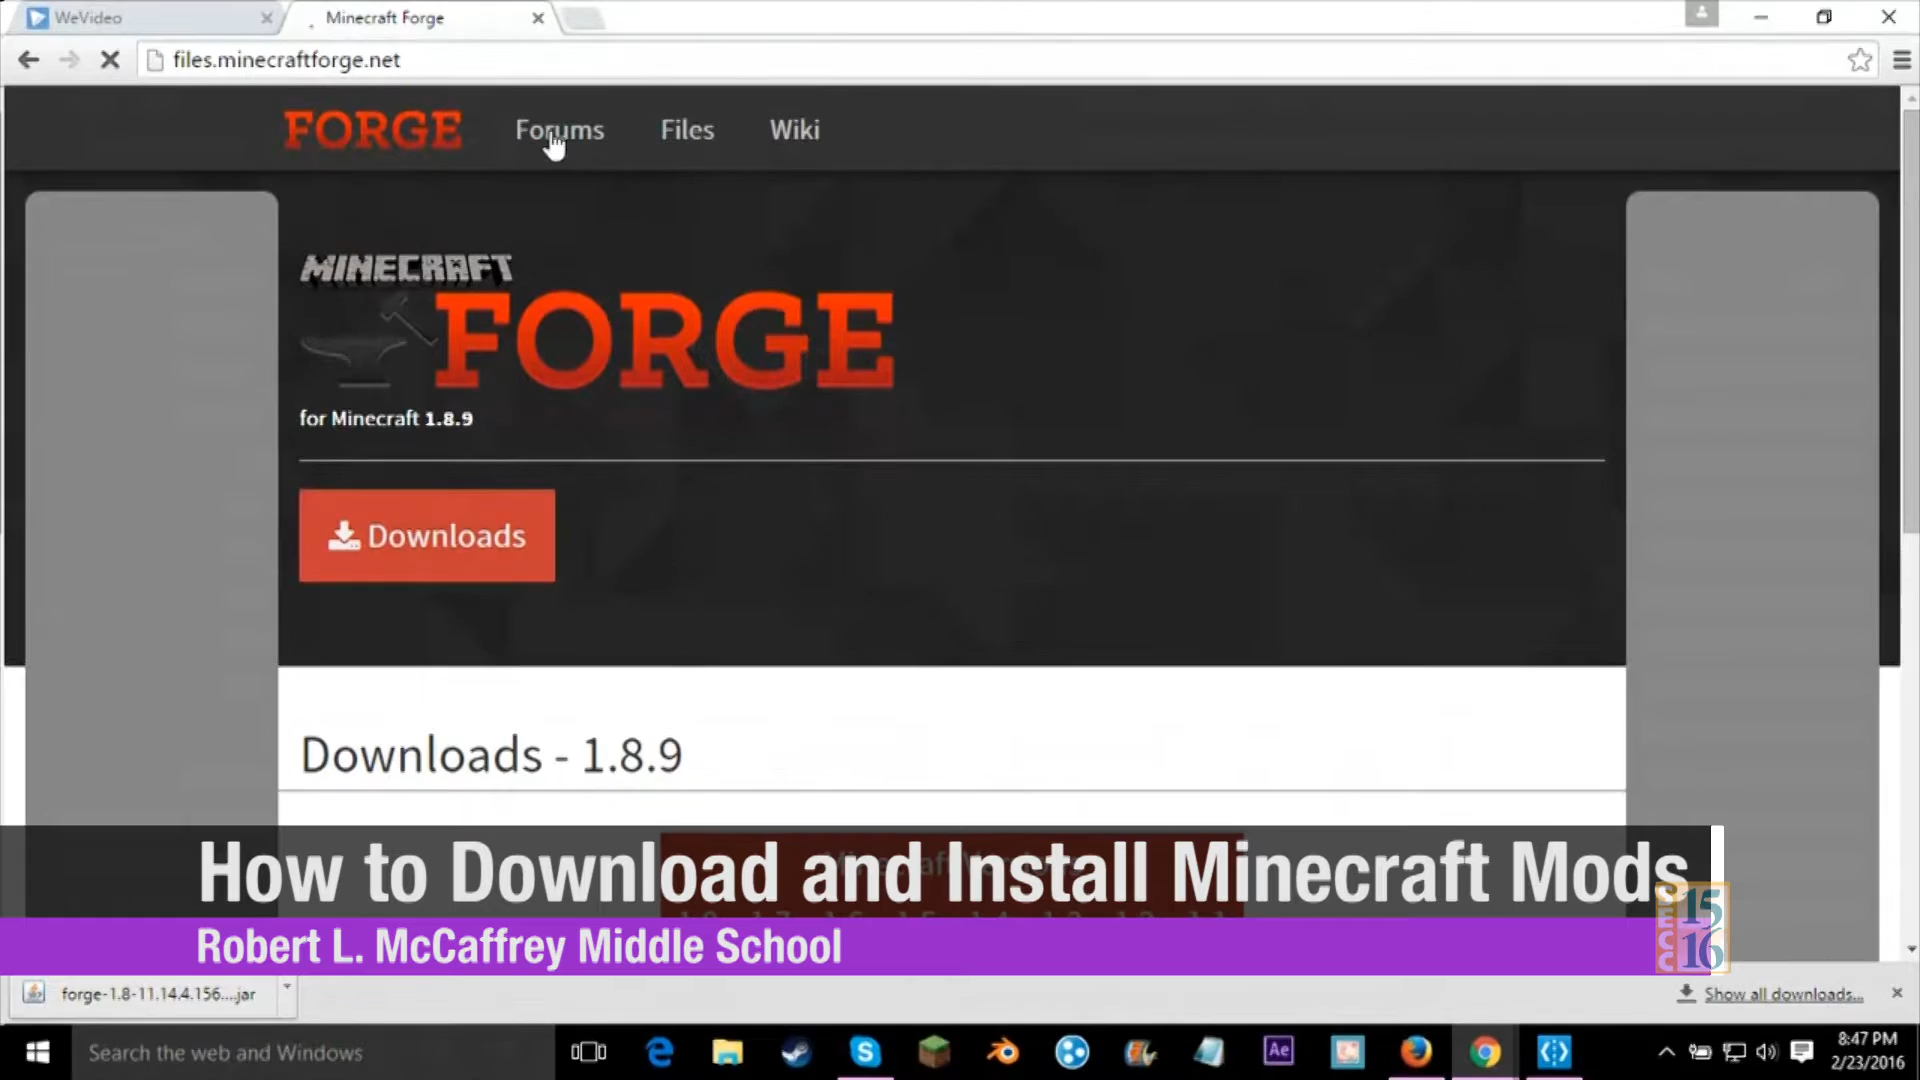 WeVideo
Minecraft Forge
files.minecraftforge.net
FORGE
Forums
Files
Wiki
MINECRAFT
FORGE
for Minecraft 1.8.9
Downloads
Downloads - 1.8.9
How to Download and Install Minecraft Mods
Robert L. McCaffrey Middle School
SECC
15
16
forge-1.8-11.14.4.156....jar
Show all downloads...
Search the web and Windows
Ae
8:47 PM
2/23/2016